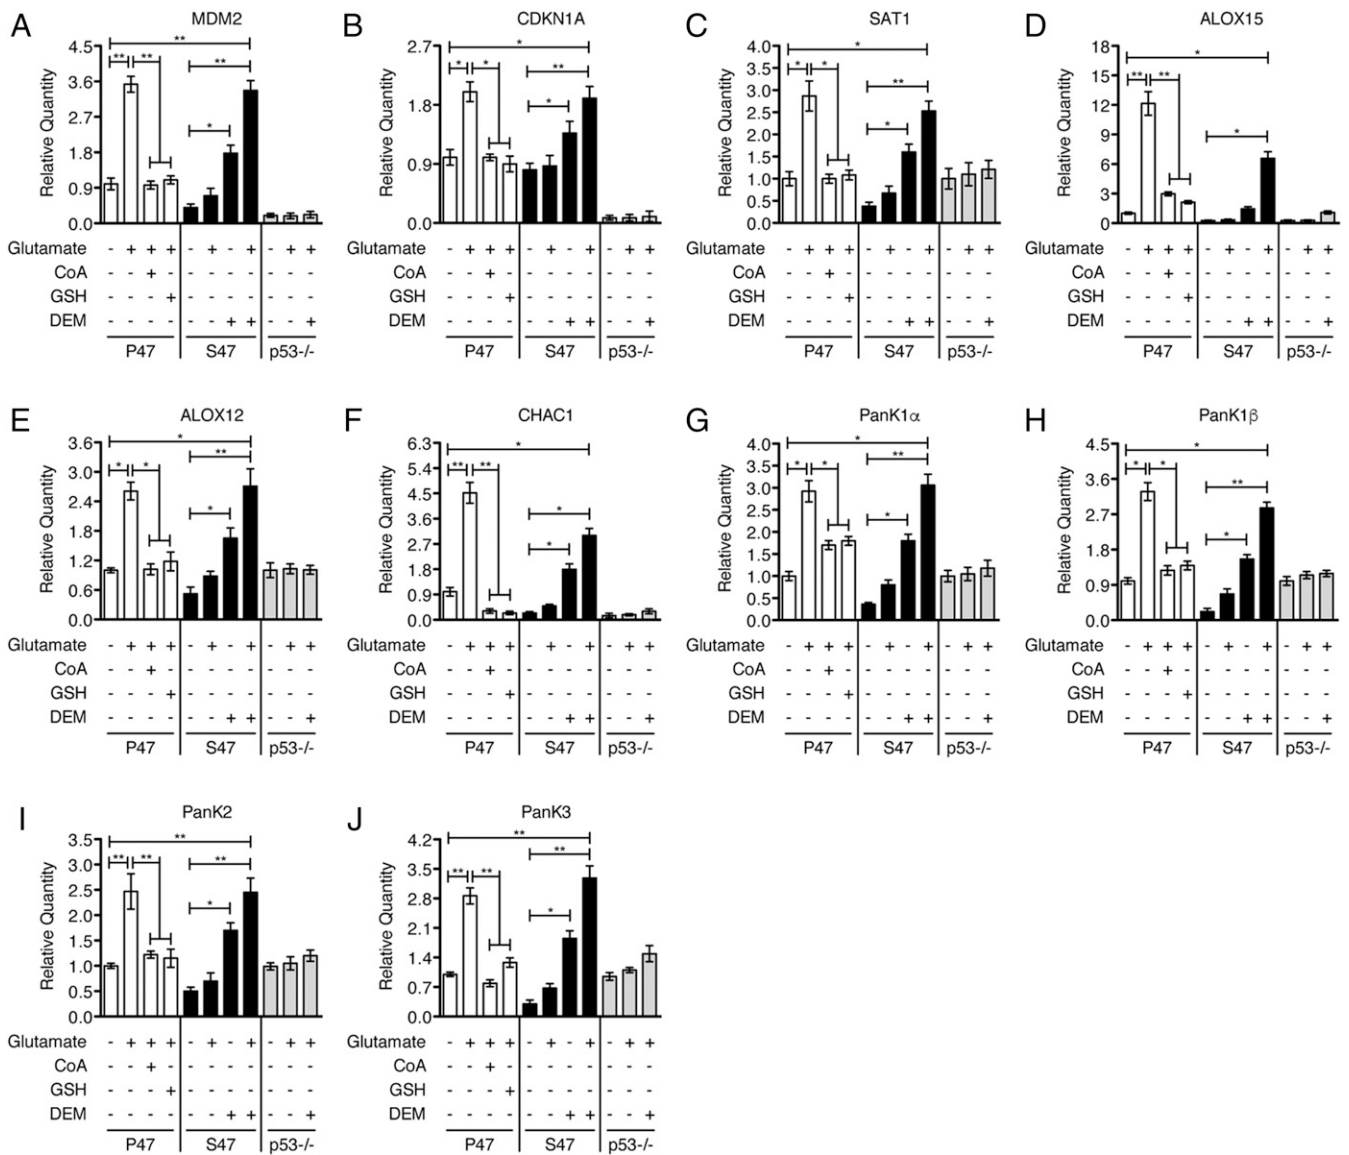 A MDM2 B CDKN1A C SAT1 D ALOX15
** * * *
** ** ** * * ** * * ** ** ** *
* * *
Relative Quantity Relative Quantity Relative Quantity Relative Quantity
4.5 2.7 4.0 18
3.6 1.8 3.5 15
2.7 0.9 3.0 12
1.8 0.0 2.5 9
0.9 2.0 6
0.0 1.5 3
1.0 0
0.5
0.0
Glutamate - + + + - + - + - + + Glutamate - + + + - + - + - + + Glutamate - + + + - + - + - + + Glutamate - + + + - + - + - + +
CoA - - + - - - - - - - - CoA - - + - - - - - - - - CoA - - + - - - - - - - - CoA - - + - - - - - - - -
GSH - - - + - - - - - - - GSH - - - + - - - - - - - GSH - - - + - - - - - - - GSH - - - + - - - - - - -
DEM - - - - - - + + - - + DEM - - - - - - + + - - + DEM - - - - - - + + - - + DEM - - - - - - + + - - +
P47 S47 p53-/- P47 S47 p53-/- P47 S47 p53-/- P47 S47 p53-/-
E ALOX12 F CHAC1 G PanK1α H PanK1β
* * * *
* * ** ** ** * * * ** * * **
* * * *
Relative Quantity Relative Quantity Relative Quantity Relative Quantity
3.6 6.3 4.0 4.5
3.0 5.4 3.5 3.6
2.4 4.5 3.0 2.7
1.8 3.6 2.5 1.8
1.2 2.7 2.0 0.9
0.6 1.8 1.5 0.0
0.0 0.9 1.0
0.0 0.5
0.0
Glutamate - + + + - + - + - + + Glutamate - + + + - + - + - + + Glutamate - + + + - + - + - + + Glutamate - + + + - + - + - + +
CoA - - + - - - - - - - - CoA - - + - - - - - - - - CoA - - + - - - - - - - - CoA - - + - - - - - - - -
GSH - - - + - - - - - - - GSH - - - + - - - - - - - GSH - - - + - - - - - - - GSH - - - + - - - - - - -
DEM - - - - - - + + - - + DEM - - - - - - + + - - + DEM - - - - - - + + - - + DEM - - - - - - + + - - +
P47 S47 p53-/- P47 S47 p53-/- P47 S47 p53-/- P47 S47 p53-/-
I PanK2 J PanK3
** **
** ** ** ** ** **
* *
Relative Quantity Relative Quantity
3.5 4.2
3.0 3.5
2.5 2.8
2.0 2.1
1.5 1.4
1.0 0.7
0.5 0.0
0.0
Glutamate - + + + - + - + - + + Glutamate - + + + - + - + - + +
CoA - - + - - - - - - - - CoA - - + - - - - - - - -
GSH - - - + - - - - - - - GSH - - - + - - - - - - -
DEM - - - - - - + + - - + DEM - - - - - - + + - - +
P47 S47 p53-/- P47 S47 p53-/-